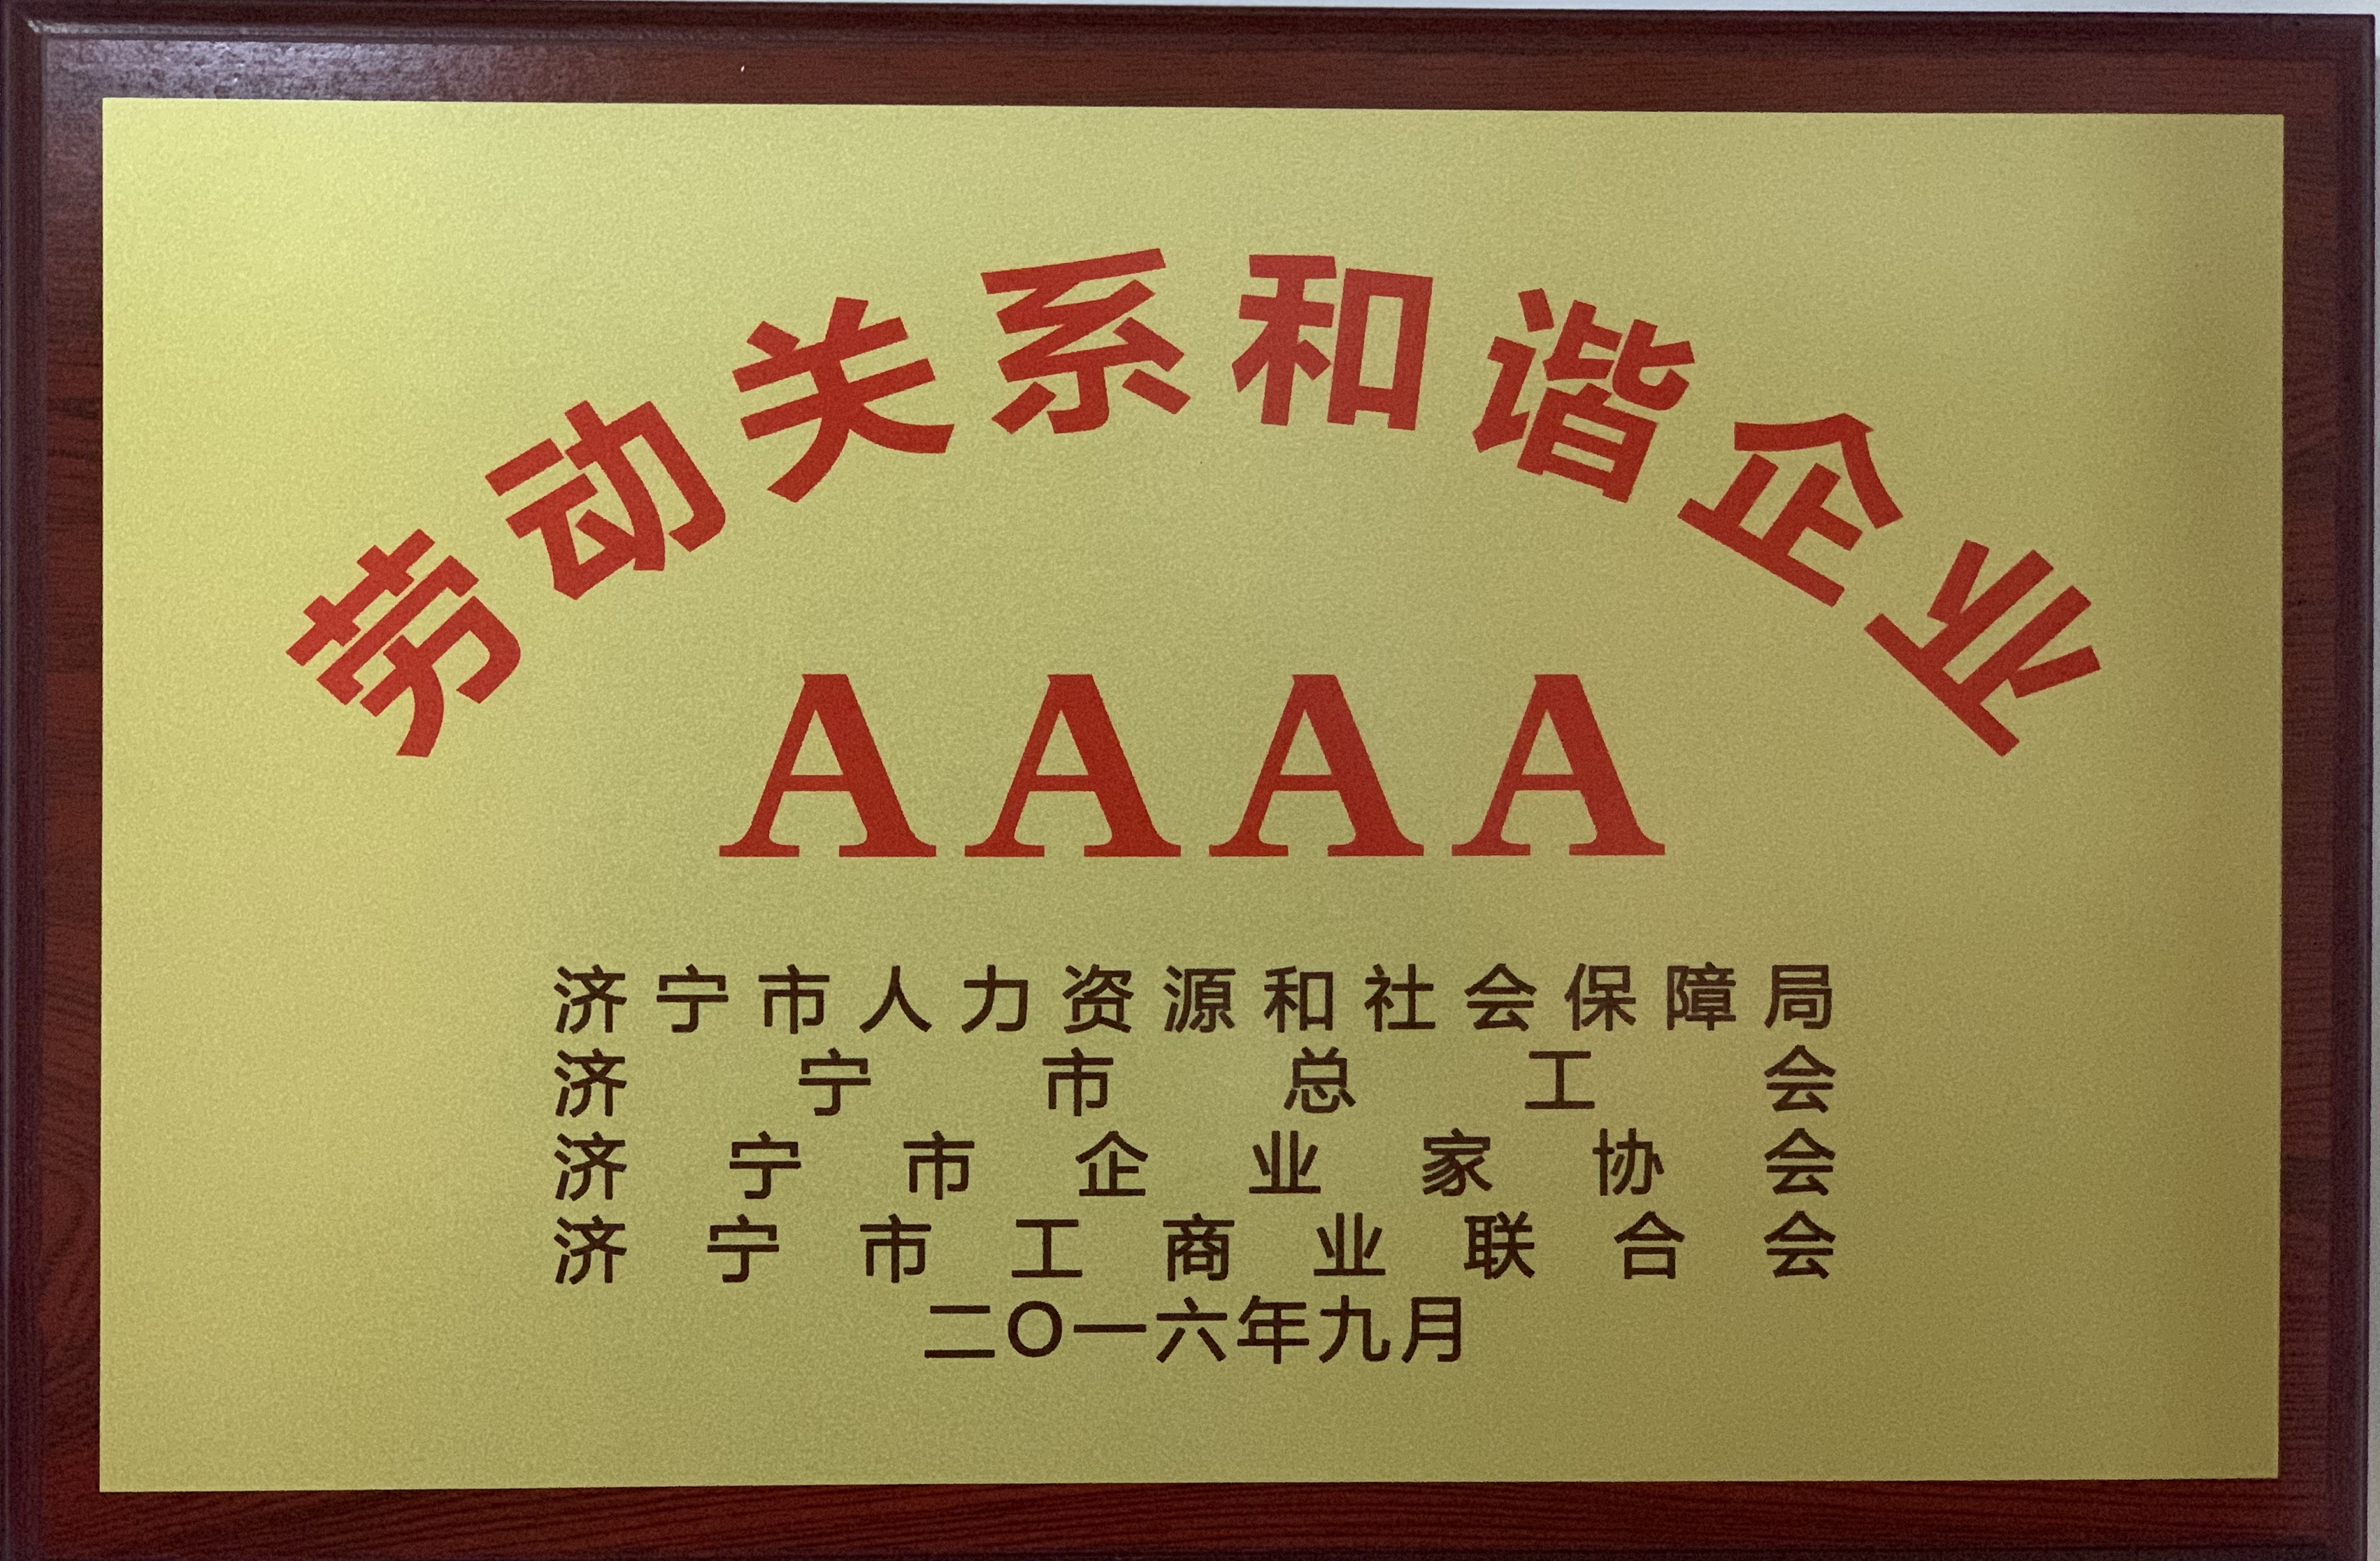 劳动关系和谐企业
AAAA
济宁市人力资源和社会保障局
济宁市总工会
济宁市企业家协会
济宁市工商业联合会
二〇一六年九月